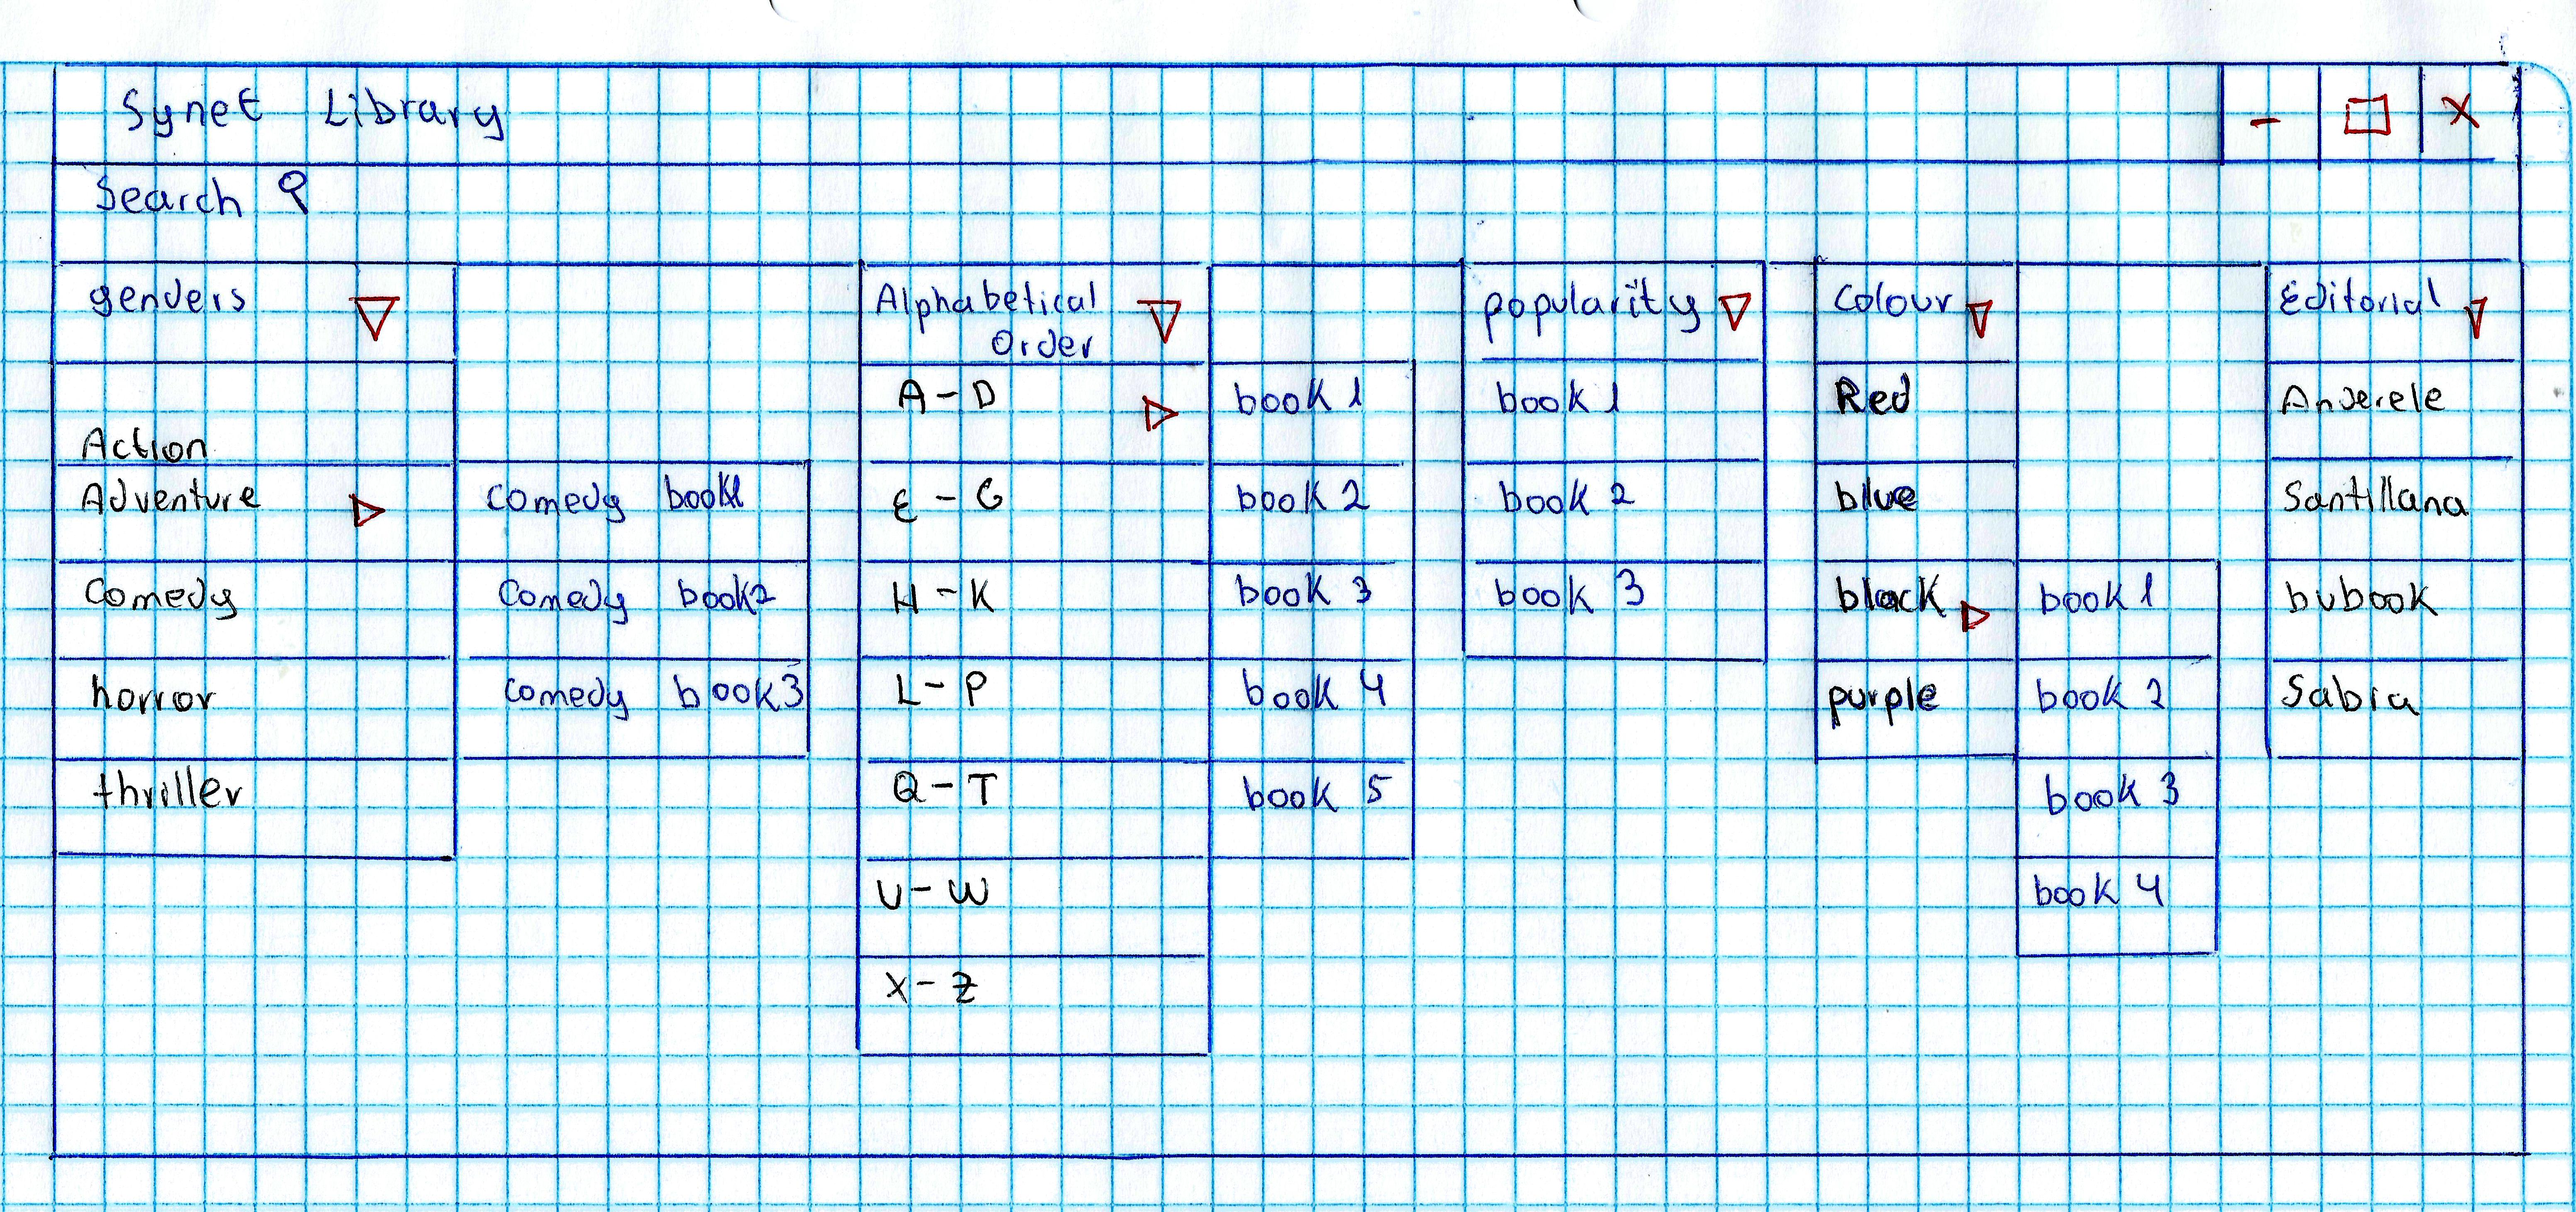 Synet Library
- □ X
Search
genders
Action
Adventure
Comedy
horror
thriller
comedy book1
Comedy book2
comedy book3
Alphabetical
Order
A - D
E - G
H - K
L - P
Q - T
U - W
X - Z
book 1
book 2
book 3
book 4
book 5
popularity
book 1
book 2
book 3
Colour
Red
blue
black
purple
book 1
book 2
book 3
book 4
Editorial
Santillana
bubook
Sabia